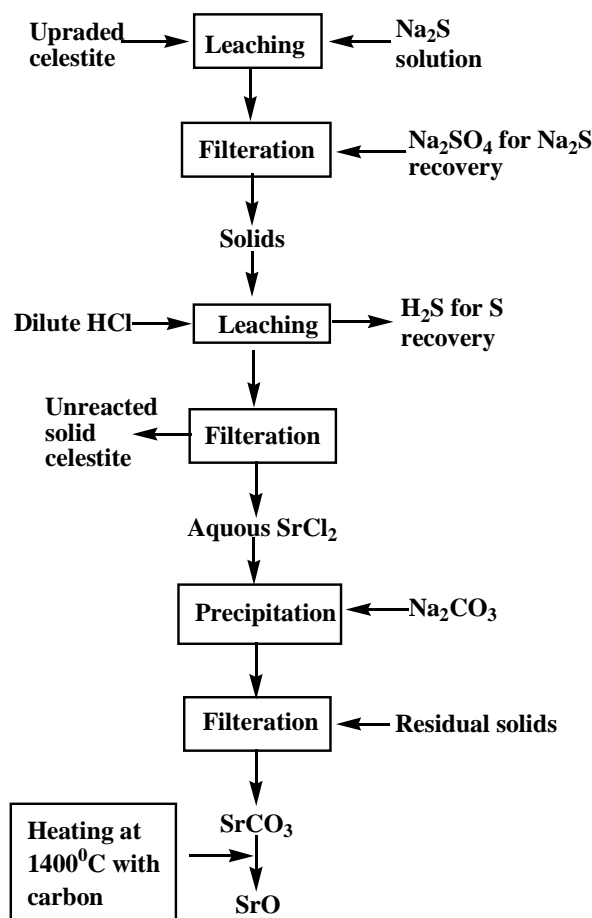 Upraded
celestite
Leaching
Na₂S
solution
Filteration
Na₂SO₄ for Na₂S
recovery
Solids
Dilute HCl
Leaching
H₂S for S
recovery
Unreacted
solid
celestite
Filteration
Aquous SrCl₂
Precipitation
Na₂CO₃
Filteration
Residual solids
SrCO₃
Heating at
1400⁰C with
carbon
SrO